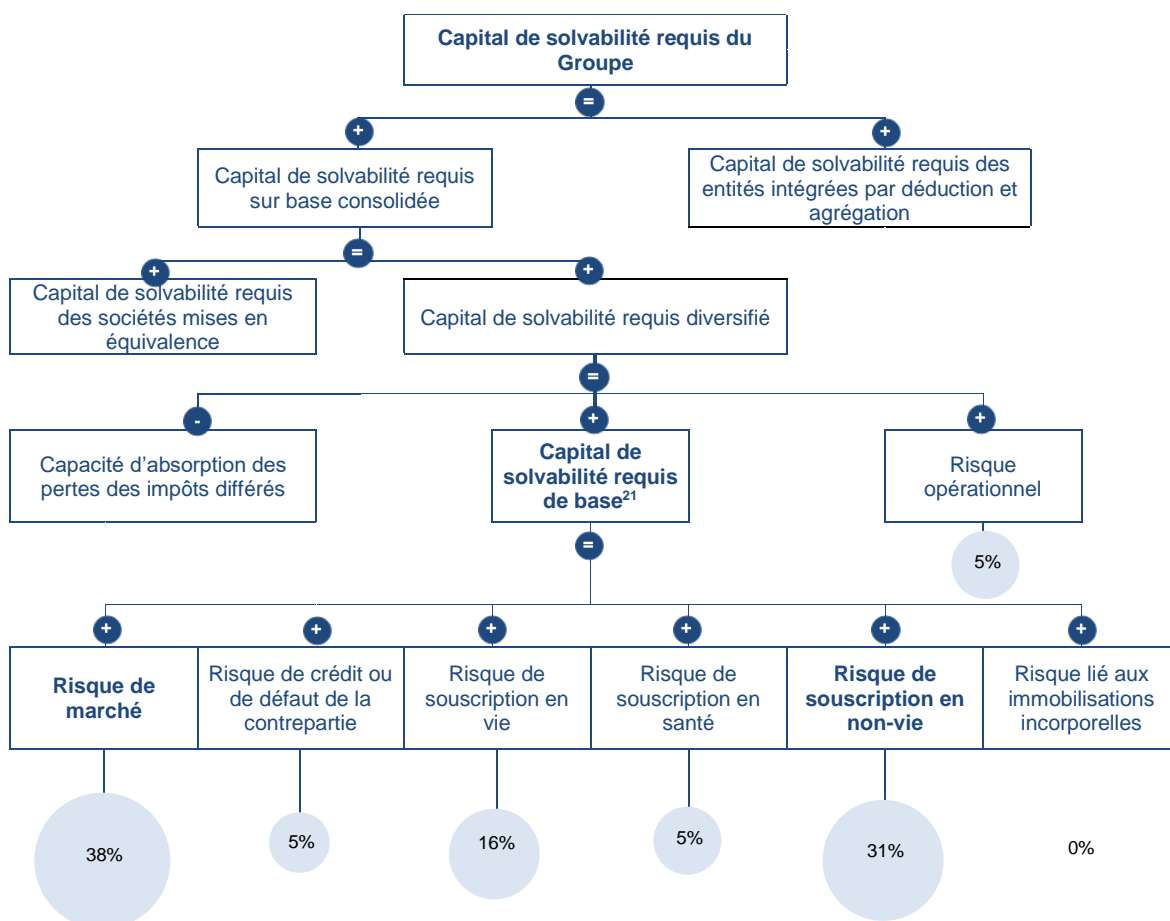 Capital de solvabilité requis du
Groupe
=
+
+
Capital de solvabilité requis
sur base consolidée
Capital de solvabilité requis des
entités intégrées par déduction et
agrégation
=
+
+
Capital de solvabilité requis
des sociétés mises en
équivalence
Capital de solvabilité requis diversifié
=
-
+
+
Capacité d'absorption des
pertes des impôts différés
Capital de
solvabilité requis
de base21
Risque
opérationnel
=
5%
+
+
+
+
+
+
Risque de
marché
Risque de crédit ou
de défaut de la
contrepartie
Risque de
souscription en
vie
Risque de
souscription en
santé
Risque de
souscription en
non-vie
Risque lié aux
immobilisations
incorporelles
38%
5%
16%
5%
31%
0%